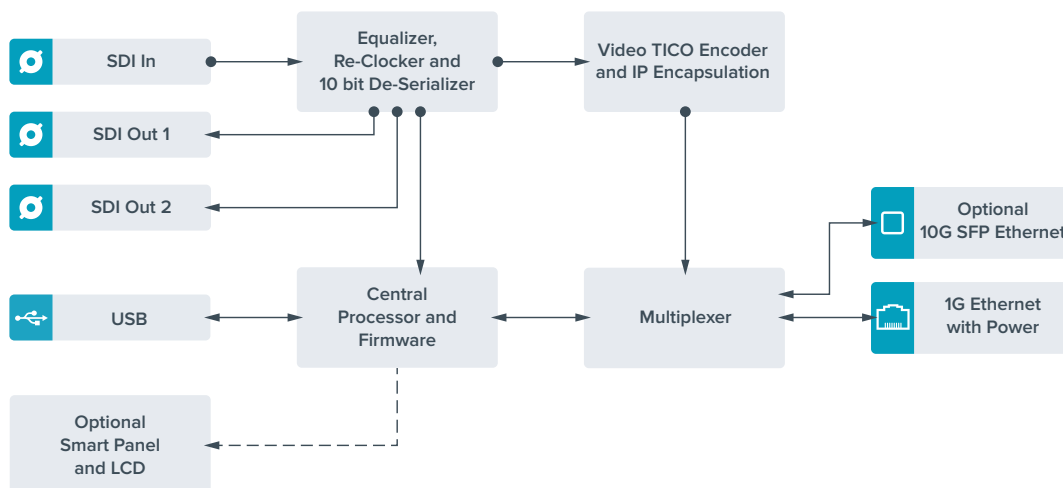 SDI In
Equalizer,
Re-Clocker and
10 bit De-Serializer
Video TICO Encoder
and IP Encapsulation
SDI Out 1
SDI Out 2
Optional
10G SFP Ethernet
USB
Central
Processor and
Firmware
Multiplexer
1G Ethernet
with Power
Optional
Smart Panel
and LCD